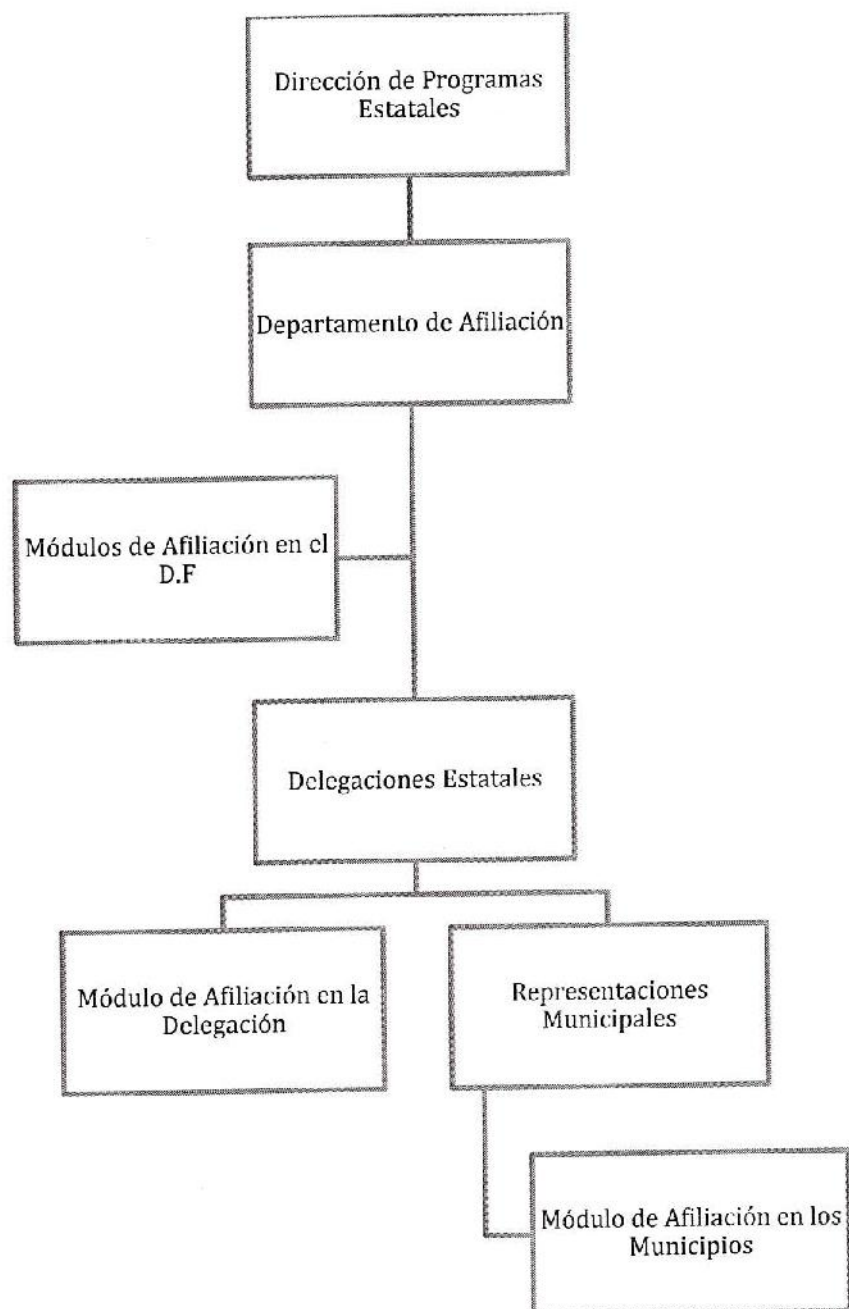 Dirección de Programas
Estatales
Departamento de Afiliación
Módulos de Afiliación en el
D.F
Delegaciones Estatales
Módulo de Afiliación en la
Delegación
Representaciones
Municipales
Módulo de Afiliación en los
Municipios